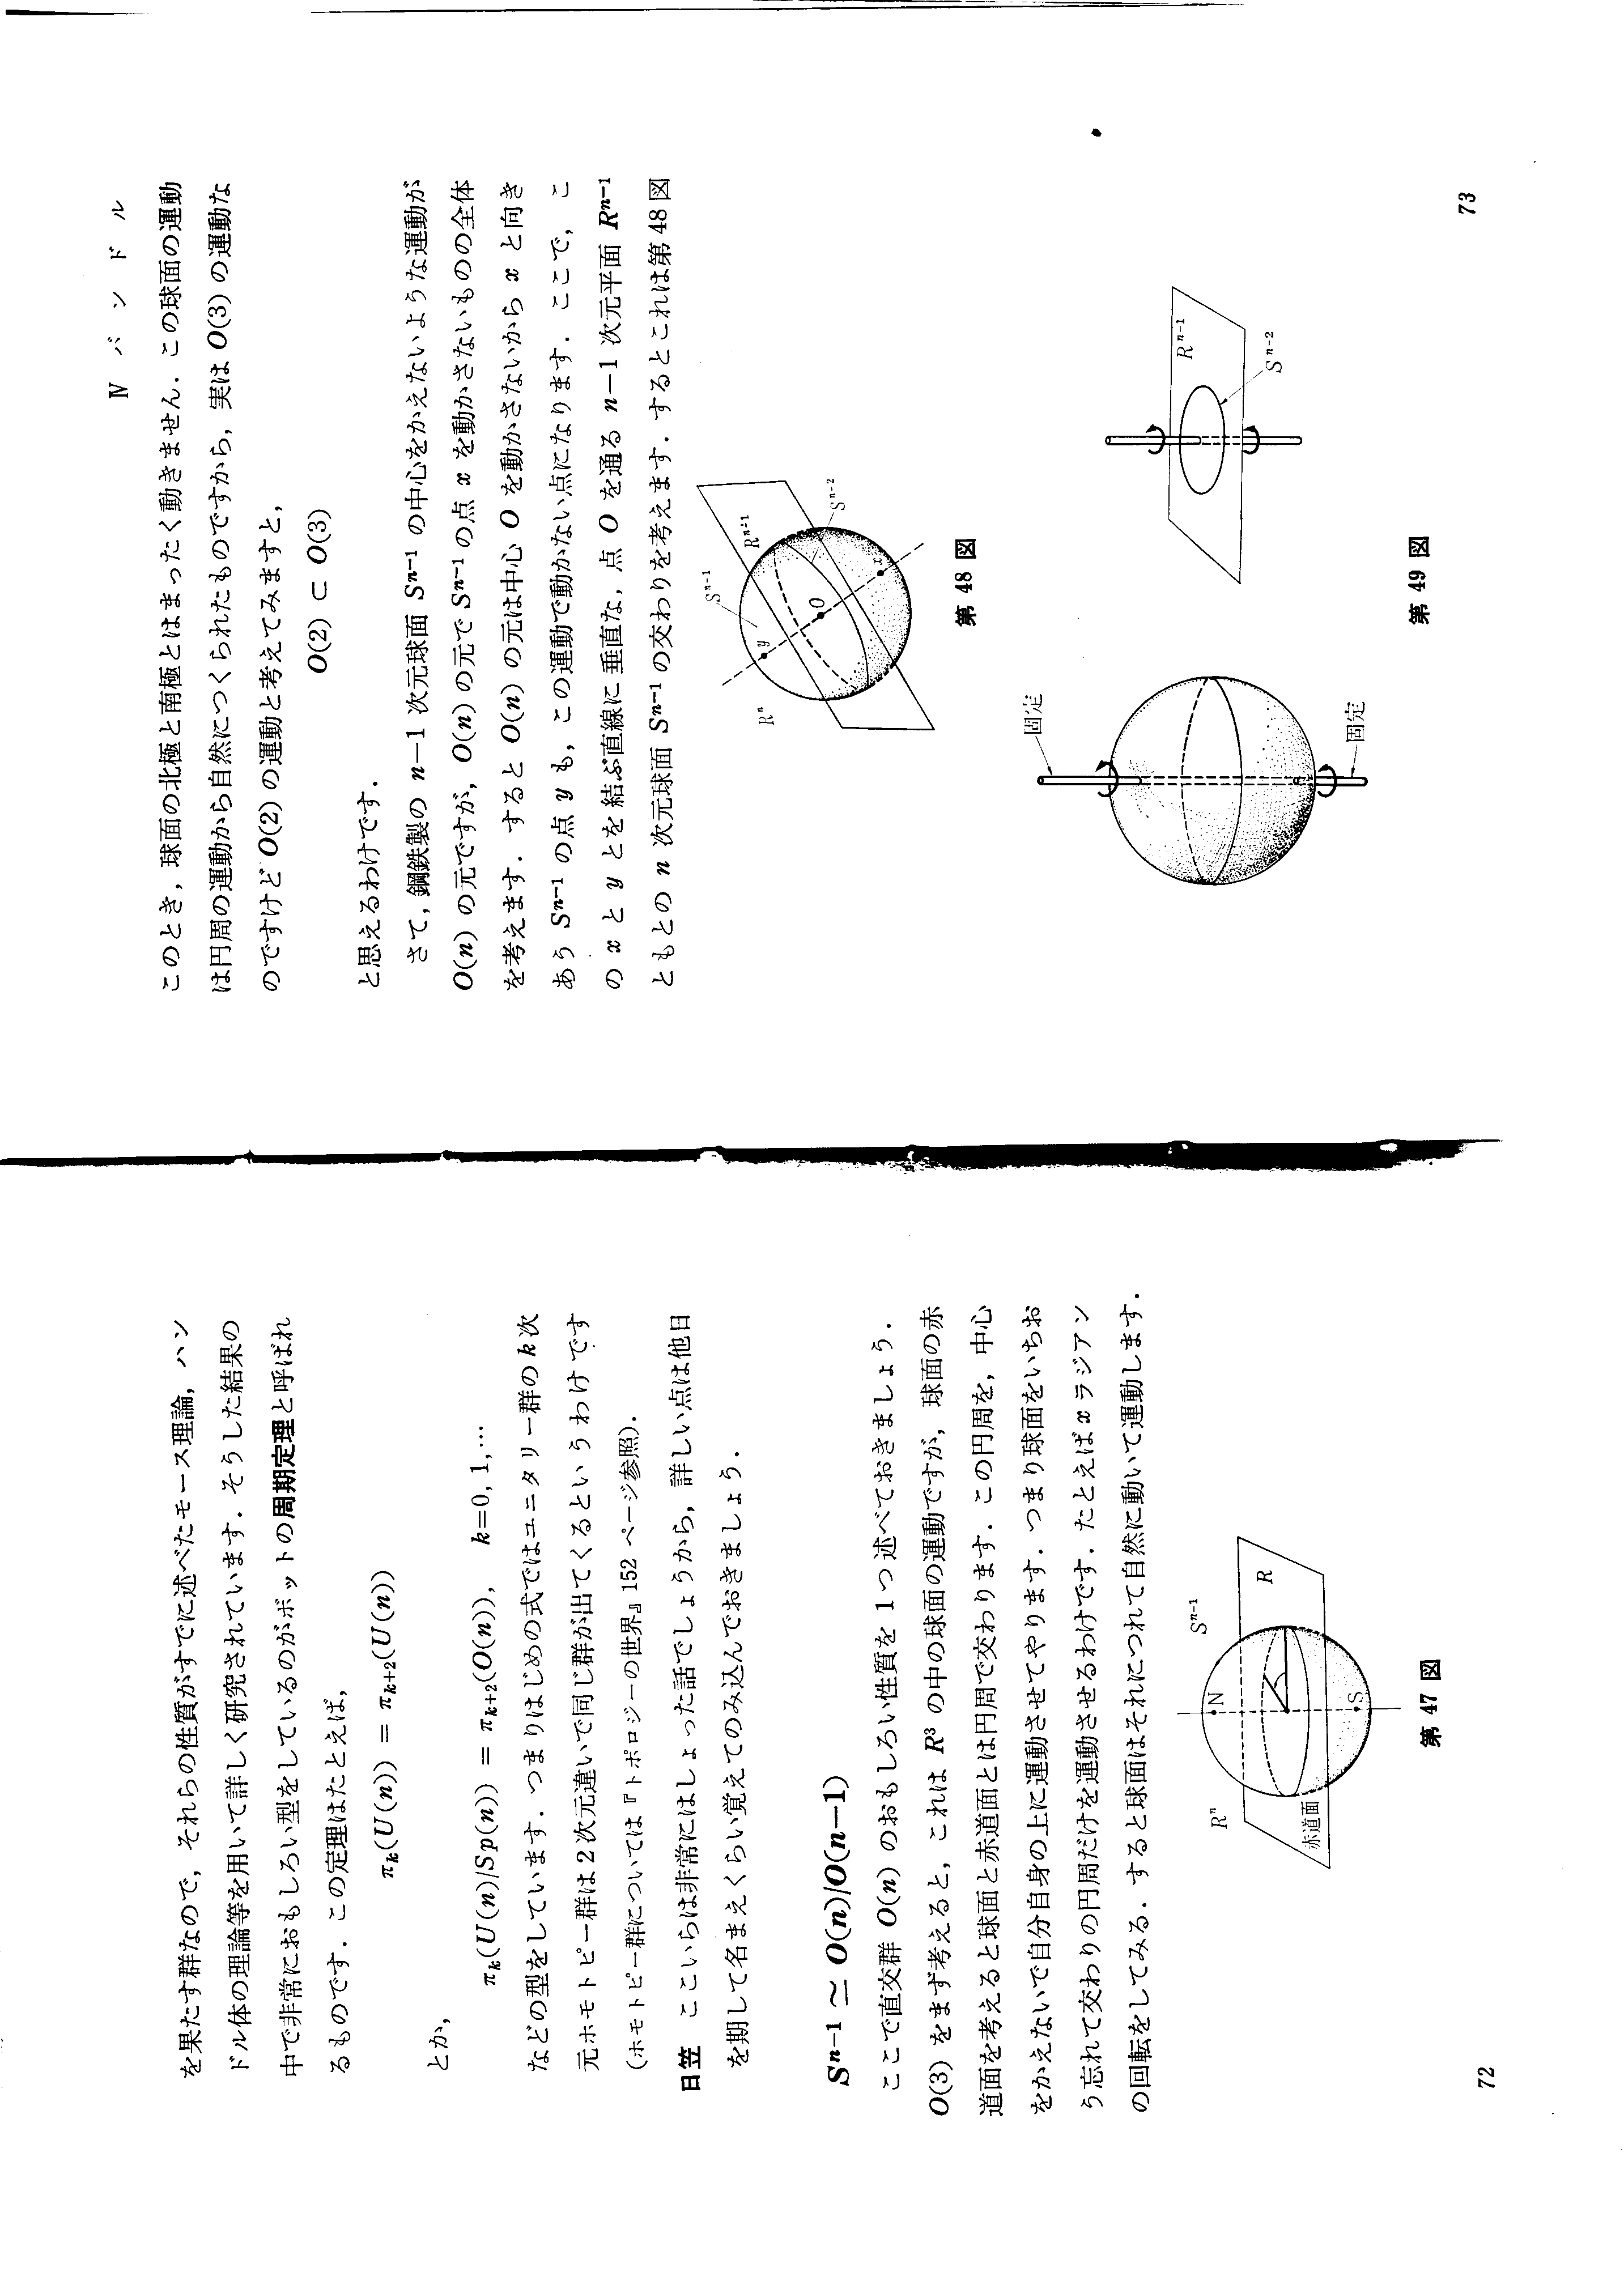 を果たす群なので，それらの性質がすでに述べたモース理論，ハン
ドル体の理論等を用いて詳しく研究されています．そうした結果の
中で非常におもしろい型をしているのがボットの周期定理と呼ばれ
るものです．この定理はたとえば，
πk(U(n)) = πk+2(U(n))
とか，
πk(U(n)/Sp(n)) = πk+2(O(n)), k=0, 1, …
などの型をしています．つまりはじめの式ではユニタリー群の k 次
元ホモトピー群は 2 次元違いで同じ群が出てくるというわけです
(ホモトピー群については『トポロジーの世界』152 ページ参照)．
日笠 ここいらは非常にはしょった話でしょうから，詳しい点は他日
を期して名まえくらい覚えてのみ込んでおきましょう．
Sⁿ⁻¹ ≃ O(n)/O(n−1)
ここで直交群 O(n) のおもしろい性質を 1 つ述べておきましょう．
O(3) をまず考えると，これは R³ の中の球面の運動ですが，球面の赤
道面を考えると球面と赤道面とは円周で交わります．この円周を，中心
をかえないで自分自身の上に運動させてやります．つまり球面をいちお
う忘れて交わりの円周だけを運動させるわけです．たとえば x ラジアン
の回転をしてみる．すると球面はそれにつれて自然に動いて運動します．
Sⁿ⁻¹
Rⁿ
N
R
S
赤道面
第 47 図
72
Ⅳ バンドル
このとき，球面の北極と南極とはまったく動きません．この球面の運動
は円周の運動から自然につくられたものですから，実は O(3) の運動な
のですけど O(2) の運動と考えてみますと，
O(2) ⊂ O(3)
と思えるわけです．
さて，鋼鉄製の n−1 次元球面 Sⁿ⁻¹ の中心をかえないような運動が
O(n) の元ですが，O(n) の元で Sⁿ⁻¹ の点 x を動かさないものの全体
を考えます．すると O(n) の元は中心 O を動かさないから x と向き
あう Sⁿ⁻¹ の点 y も，この運動で動かない点になります．ここで，こ
の x と y とを結ぶ直線に垂直な，点 O を通る n−1 次元平面 Rⁿ⁻¹
ともとの n 次元球面 Sⁿ⁻¹ の交わりを考えます．するとこれは第48図
Sⁿ⁻¹
Rⁿ⁻¹
Rⁿ
y
O
x
Sⁿ⁻²
第 48 図
固定
固定
Rⁿ⁻¹
Sⁿ⁻²
第 49 図
73